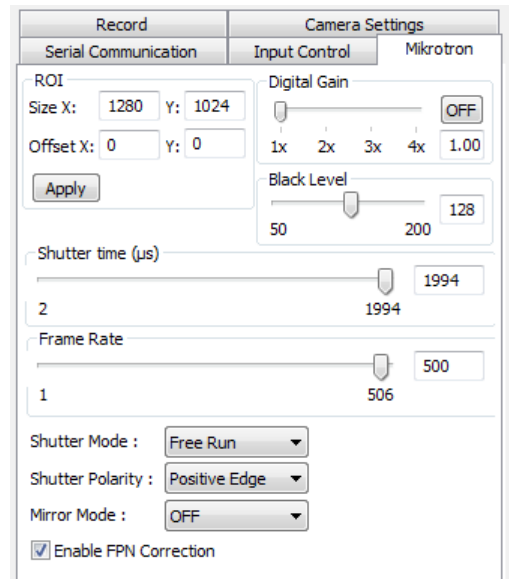 Record Camera Settings
Serial Communication Input Control Mikrotron
ROI
Size X: 1280 Y: 1024
Offset X: 0 Y: 0
Apply
Digital Gain
OFF
1x 2x 3x 4x 1.00
Black Level
128
50 200
Shutter time (µs)
1994
2 1994
Frame Rate
500
1 506
Shutter Mode : Free Run
Shutter Polarity : Positive Edge
Mirror Mode : OFF
Enable FPN Correction